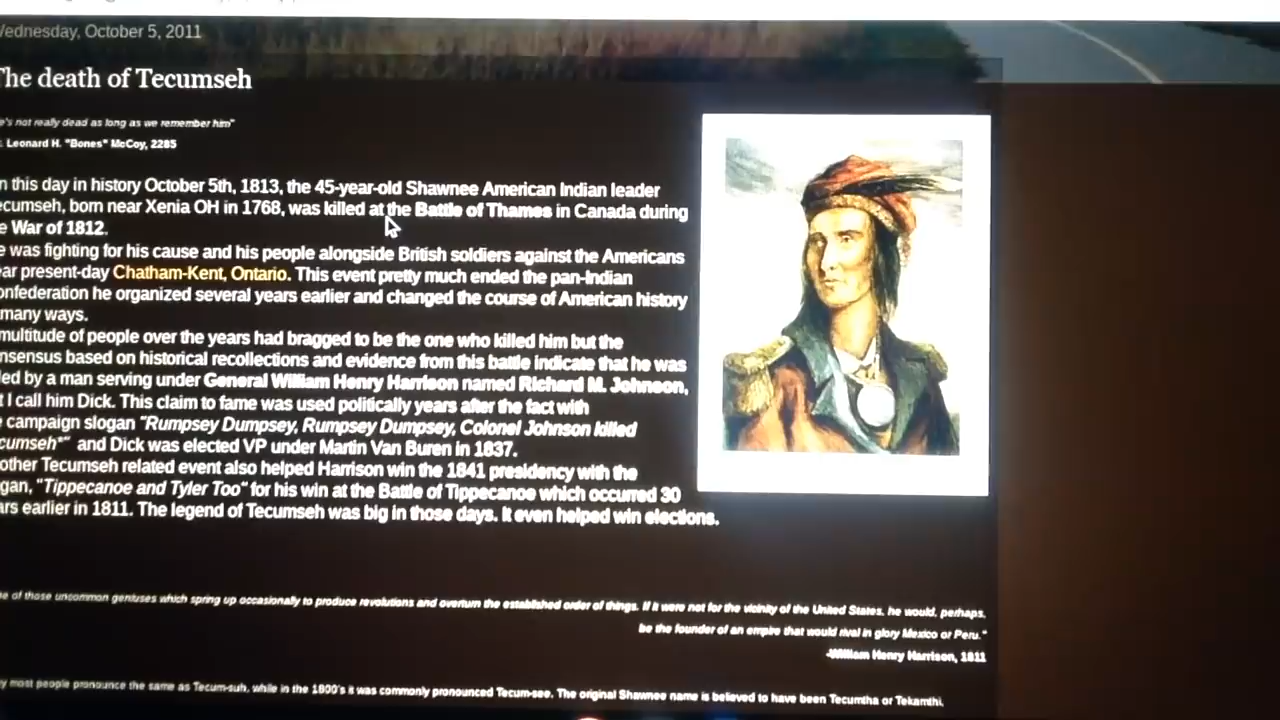 Wednesday, October 5, 2011
The death of Tecumseh
's not really dead as long as we remember him"
Leonard H. "Bones" McCoy, 2285
n this day in history October 5th, 1813, the 45-year-old Shawnee American Indian leader
ecumseh, born near Xenia OH in 1768, was killed at the Battle of Thames in Canada during
e War of 1812.
e was fighting for his cause and his people alongside British soldiers against the Americans
ar present-day Chatham-Kent, Ontario. This event pretty much ended the pan-Indian
onfederation he organized several years earlier and changed the course of American history
many ways.
multitude of people over the years had bragged to be the one who killed him but the
nsensus based on historical recollections and evidence from this battle indicate that he was
led by a man serving under General William Henry Harrison named Richard M. Johnson,
t I call him Dick. This claim to fame was used politically years after the fact with
e campaign slogan "Rumpsey Dumpsey, Rumpsey Dumpsey, Colonel Johnson killed
cumseh*" and Dick was elected VP under Martin Van Buren in 1837.
other Tecumseh related event also helped Harrison win the 1841 presidency with the
gan, "Tippecanoe and Tyler Too" for his win at the Battle of Tippecanoe which occurred 30
ars earlier in 1811. The legend of Tecumseh was big in those days. It even helped win elections.
e of those uncommon geniuses which spring up occasionally to produce revolutions and overturn the established order of things. If it were not for the vicinity of the United States, he would, perhaps,
be the founder of an empire that would rival in glory Mexico or Peru."
-William Henry Harrison, 1811
y most people pronounce the same as Tecum-suh, while in the 1800's it was commonly pronounced Tecum-see. The original Shawnee name is believed to have been Tecumtha or Tekamthi.